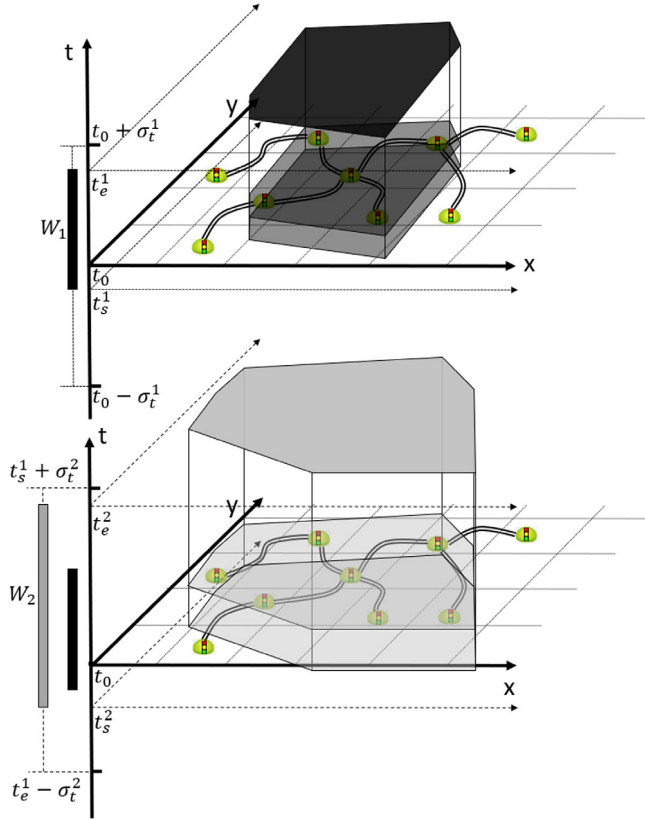 t
y
t₀ + σₜ¹
tₑ¹
W₁
t₀
x
tₛ¹
t₀ − σₜ¹
t
tₛ¹ + σₜ²
y
tₑ²
W₂
t₀
x
tₛ²
tₑ¹ − σₜ²